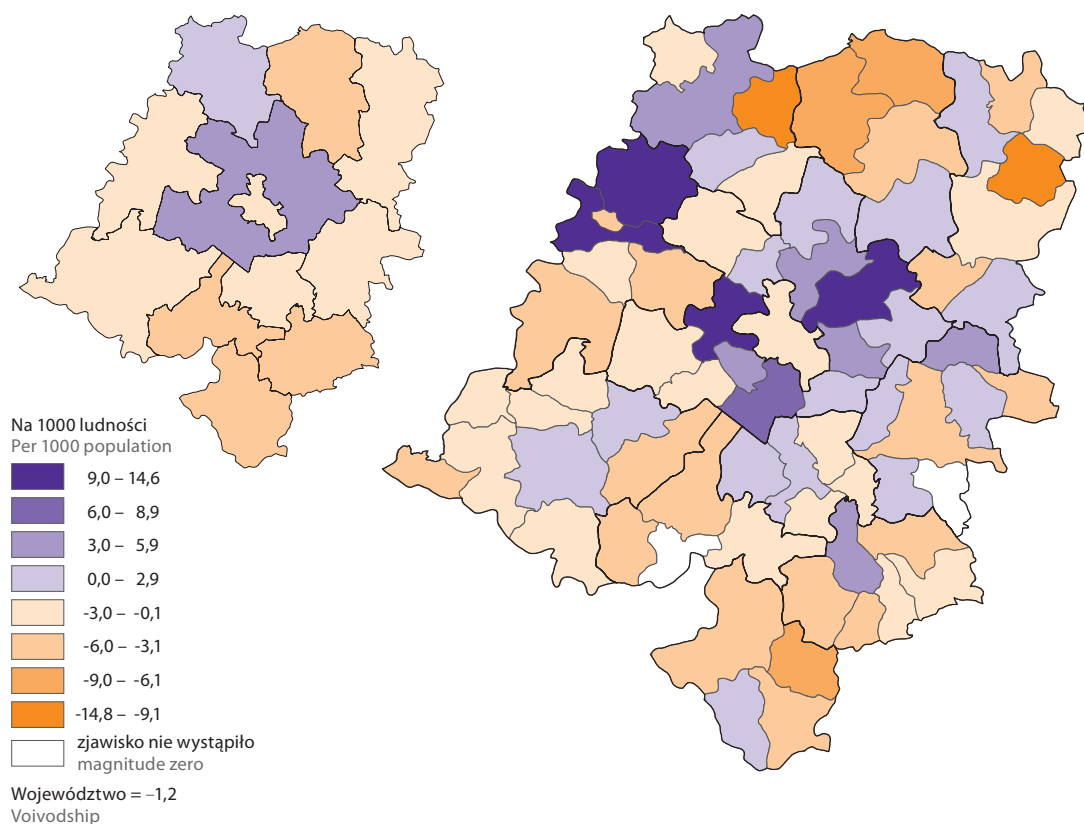 Na 1000 ludności
Per 1000 population
9,0 – 14,6
6,0 – 8,9
3,0 – 5,9
0,0 – 2,9
-3,0 – -0,1
-6,0 – -3,1
-9,0 – -6,1
-14,8 – -9,1
zjawisko nie wystąpiło
magnitude zero
Województwo = –1,2
Voivodship